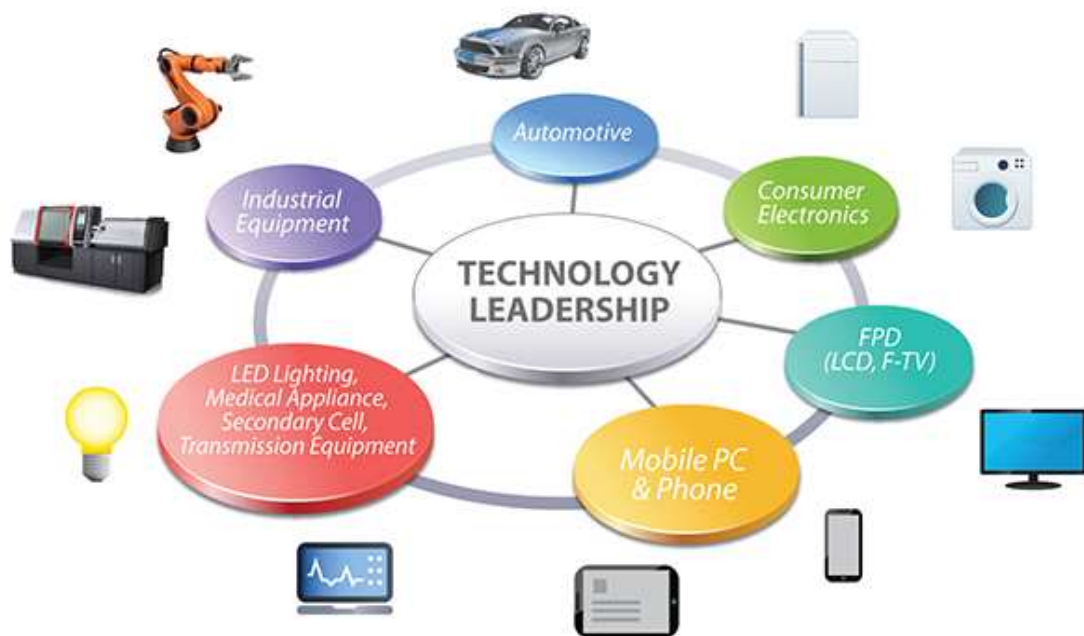 Automotive
Consumer
Electronics
FPD
(LCD, F-TV)
Mobile PC
& Phone
LED Lighting,
Medical Appliance,
Secondary Cell,
Transmission Equipment
Industrial
Equipment
TECHNOLOGY
LEADERSHIP